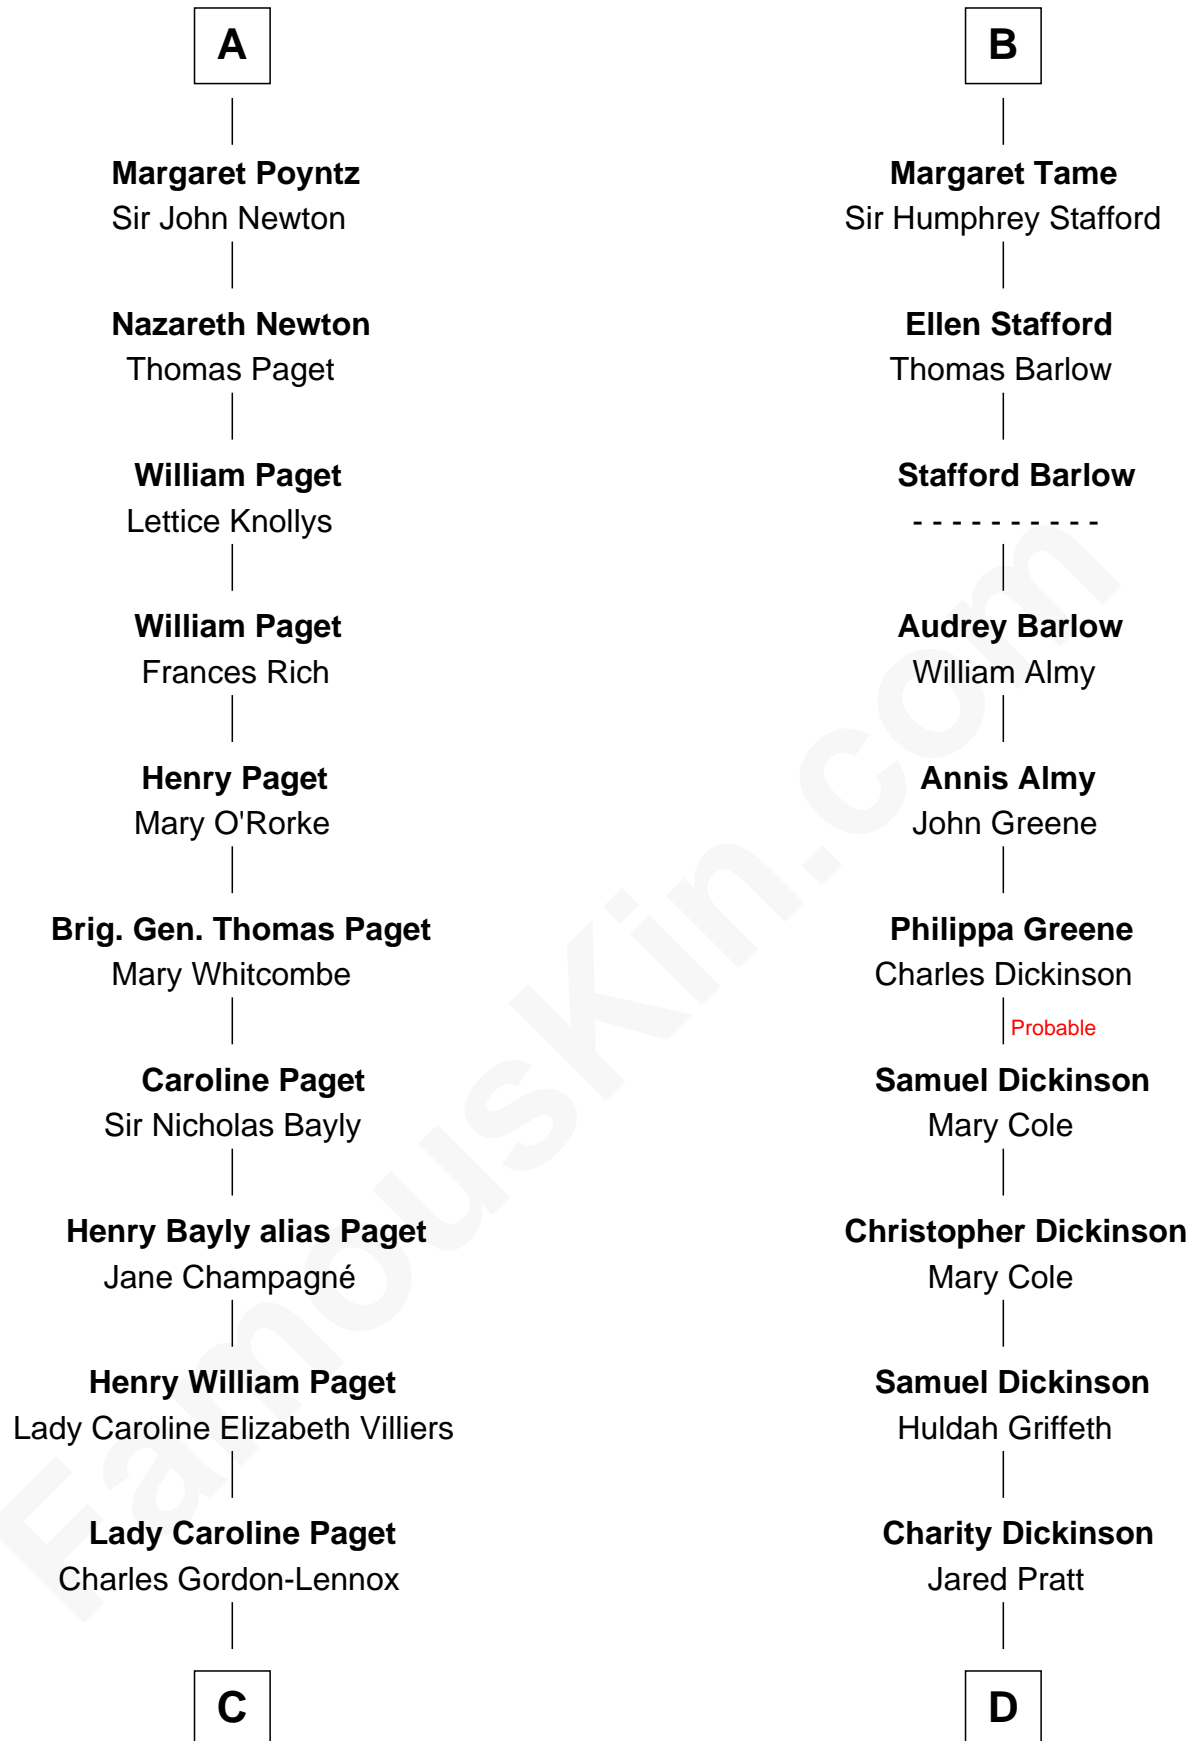 A
Margaret Poyntz
Sir John Newton
Nazareth Newton
Thomas Paget
William Paget
Lettice Knollys
William Paget
Frances Rich
Henry Paget
Mary O'Rorke
Brig. Gen. Thomas Paget
Mary Whitcombe
Caroline Paget
Sir Nicholas Bayly
Henry Bayly alias Paget
Jane Champagné
Henry William Paget
Lady Caroline Elizabeth Villiers
Lady Caroline Paget
Charles Gordon-Lennox
C
B
Margaret Tame
Sir Humphrey Stafford
Ellen Stafford
Thomas Barlow
Stafford Barlow
- - - - - - - - - -
Audrey Barlow
William Almy
Annis Almy
John Greene
Philippa Greene
Charles Dickinson
Probable
Samuel Dickinson
Mary Cole
Christopher Dickinson
Mary Cole
Samuel Dickinson
Huldah Griffeth
Charity Dickinson
Jared Pratt
D
FamousKin.com